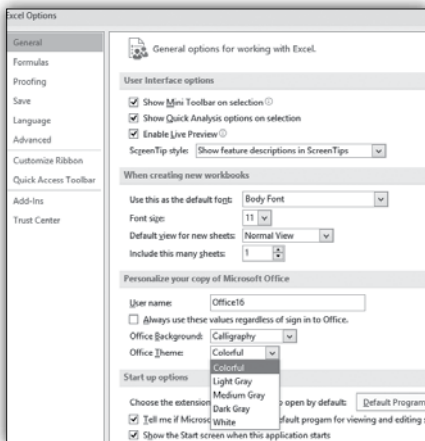 Excel Options
General
Formulas
Proofing
Save
Language
Advanced
Customize Ribbon
Quick Access Toolbar
Add-Ins
Trust Center
General options for working with Excel.
User Interface options
Show Mini Toolbar on selection
Show Quick Analysis options on selection
Enable Live Preview
ScreenTip style: Show feature descriptions in ScreenTips
When creating new workbooks
Use this as the default font: Body Font
Font size: 11
Default view for new sheets: Normal View
Include this many sheets: 1
Personalize your copy of Microsoft Office
User name: Office16
Always use these values regardless of sign in to Office.
Office Background: Calligraphy
Office Theme: Colorful
Colorful
Light Gray
Medium Gray
Dark Gray
White
Start up options
Choose the extension open by default: Default Program
Tell me if Microso default progam for viewing and editing
Show the Start screen when this application starts